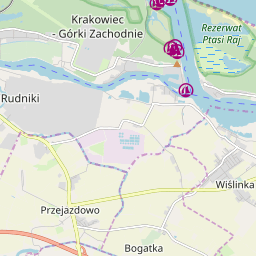 Krakowiec
- Górki Zachodnie
Rezerwat
Ptasi Raj
Rudniki
Wiślinka
Przejazdowo
Bogatka